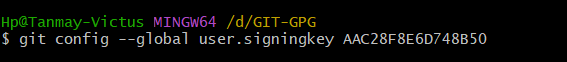 Hp@Tanmay-Victus MINGW64 /d/GIT-GPG
$ git config --global user.signingkey AAC28F8E6D748B50